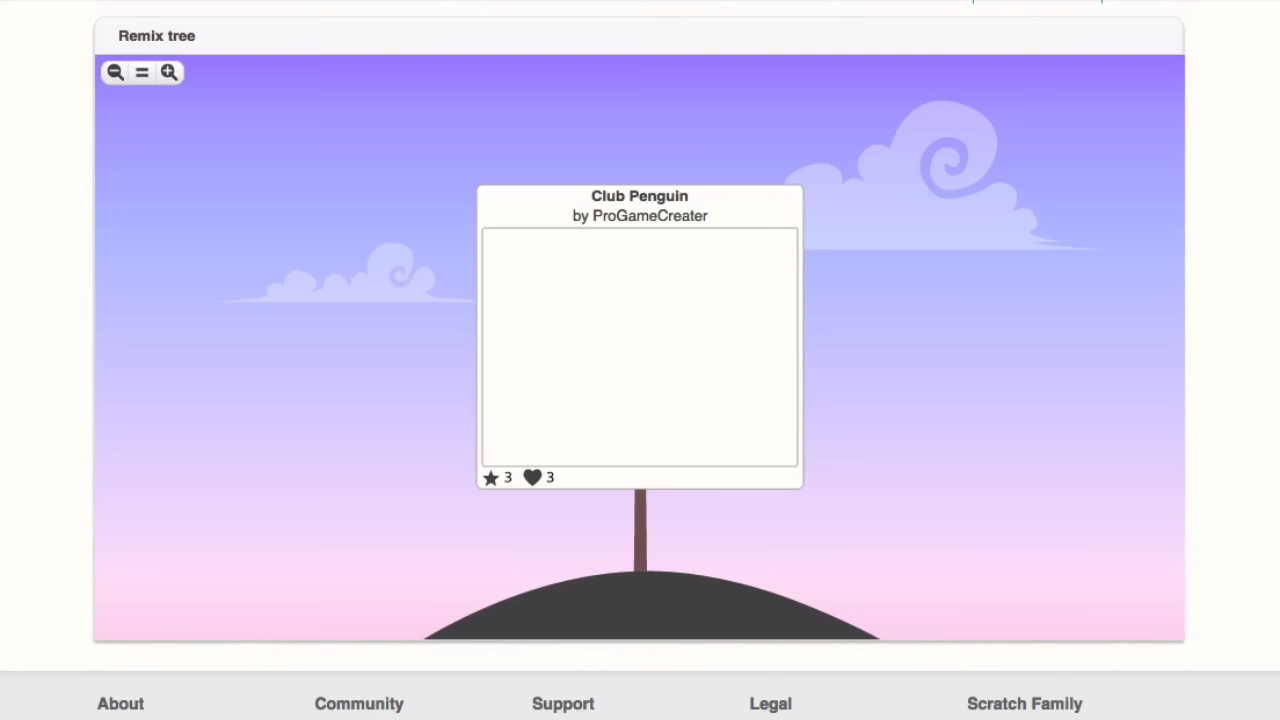 Remix tree
Club Penguin
by ProGameCreater
3 3
About Community Support Legal Scratch Family